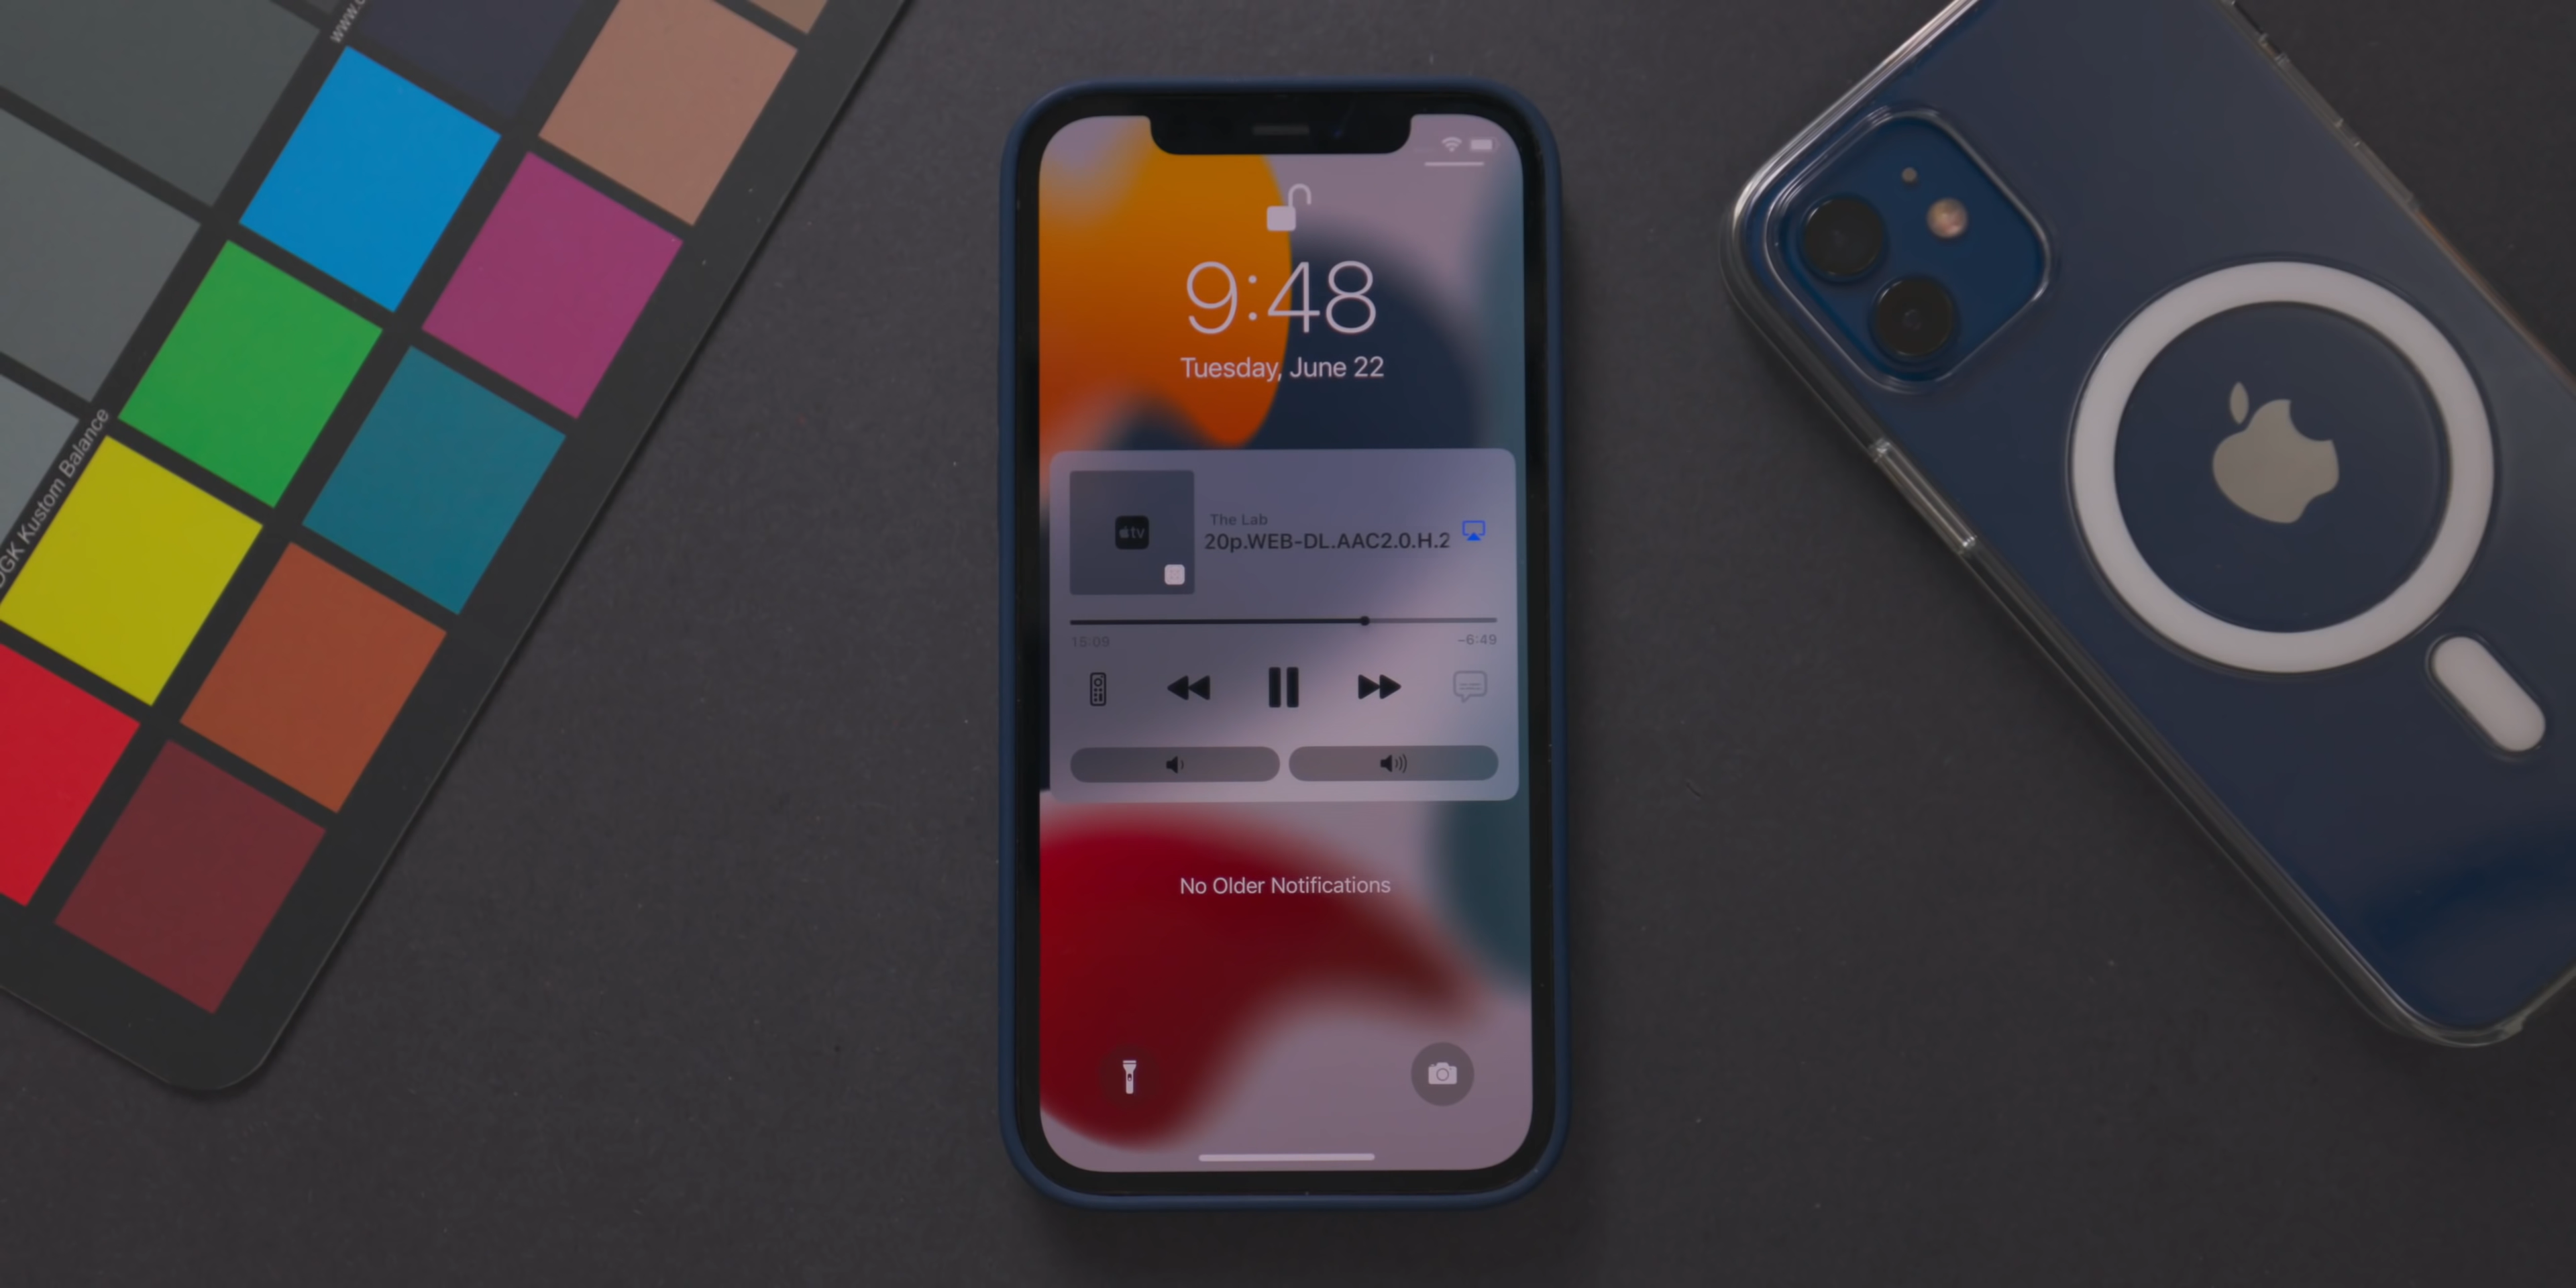 DGK Kustom Balance
9:48
Tuesday, June 22
tv
The Lab
20p.WEB-DL.AAC2.0.H.2
15:09
-6:49
No Older Notifications